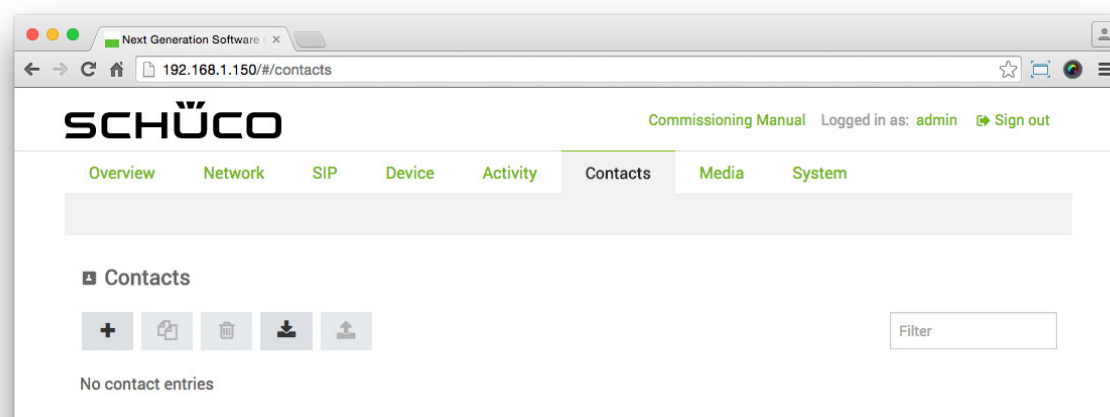 Next Generation Software
192.168.1.150/#/contacts
SCHÜCO
Commissioning Manual Logged in as: admin Sign out
Overview Network SIP Device Activity Contacts Media System
Contacts
Filter
No contact entries